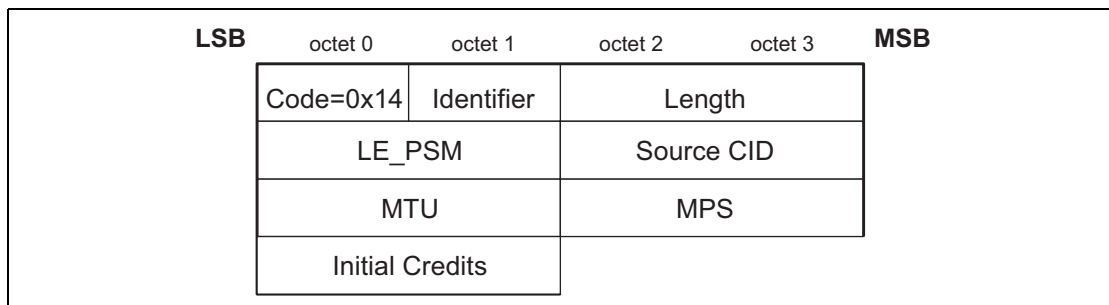 LSB octet 0 octet 1 octet 2 octet 3 MSB
Code=0x14 Identifier Length
LE_PSM Source CID
MTU MPS
Initial Credits